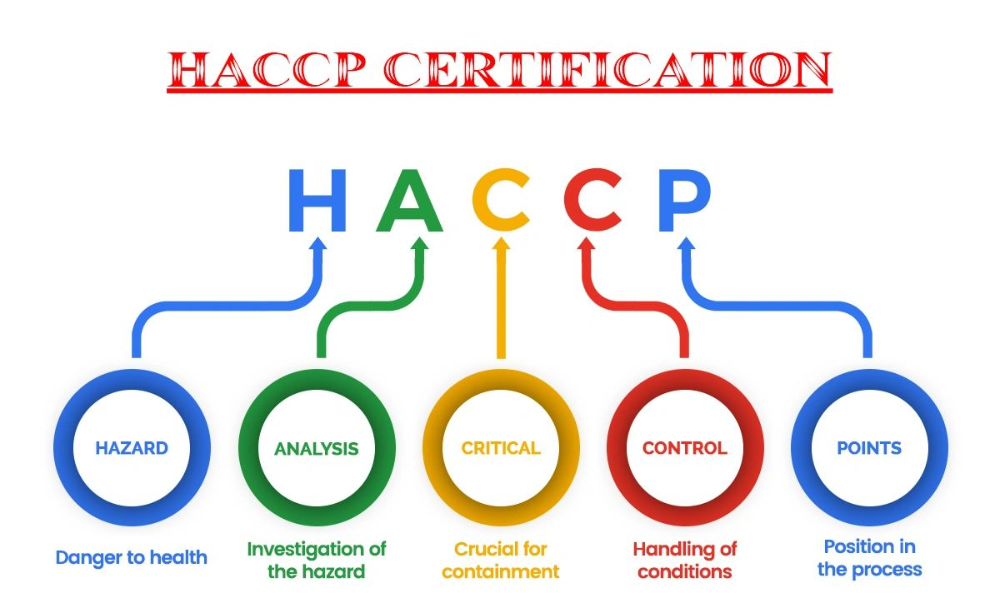 HACCP CERTIFICATION
HACCP
HAZARD
ANALYSIS
CRITICAL
CONTROL
POINTS
Danger to health
Investigation of
the hazard
Crucial for
containment
Handling of
conditions
Position in
the process